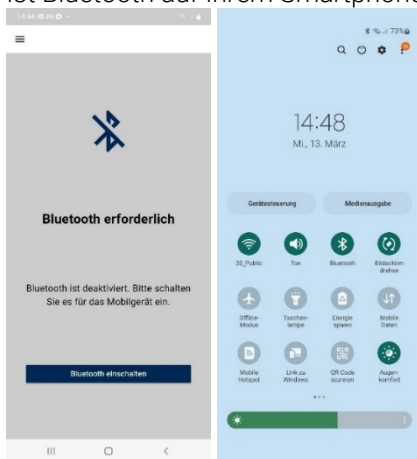 ist Bluetooth auf Ihrem Smartphone
14:44
Bluetooth erforderlich
Bluetooth ist deaktiviert. Bitte schalten
Sie es für das Mobilgerät ein.
Bluetooth einschalten
73%
14:48
Mi., 13. März
Gerätesteuerung
Medienausgabe
3S_Public
Ton
Bluetooth
Bildschirm
drehen
Offline-
Modus
Taschen-
lampe
Energie
sparen
Mobile
Daten
Mobile
Hotspot
Link zu
Windows
QR-Code
scannen
Augen-
komfort